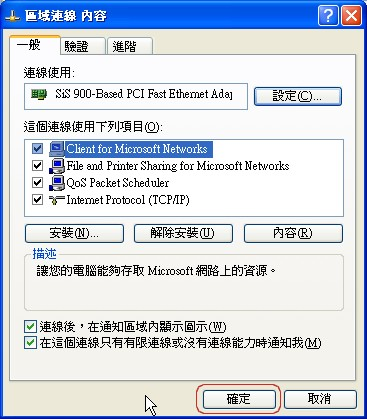 區域連線 內容
一般 驗證 進階
連線使用:
SiS 900-Based PCI Fast Ethernet Adaj
設定(C)...
這個連線使用下列項目(O):
Client for Microsoft Networks
File and Printer Sharing for Microsoft Networks
QoS Packet Scheduler
Internet Protocol (TCP/IP)
安裝(N)... 解除安裝(U) 內容(R)
描述
讓您的電腦能夠存取 Microsoft 網路上的資源。
連線後，在通知區域內顯示圖示(W)
在這個連線只有有限連線或沒有連線能力時通知我(M)
確定 取消